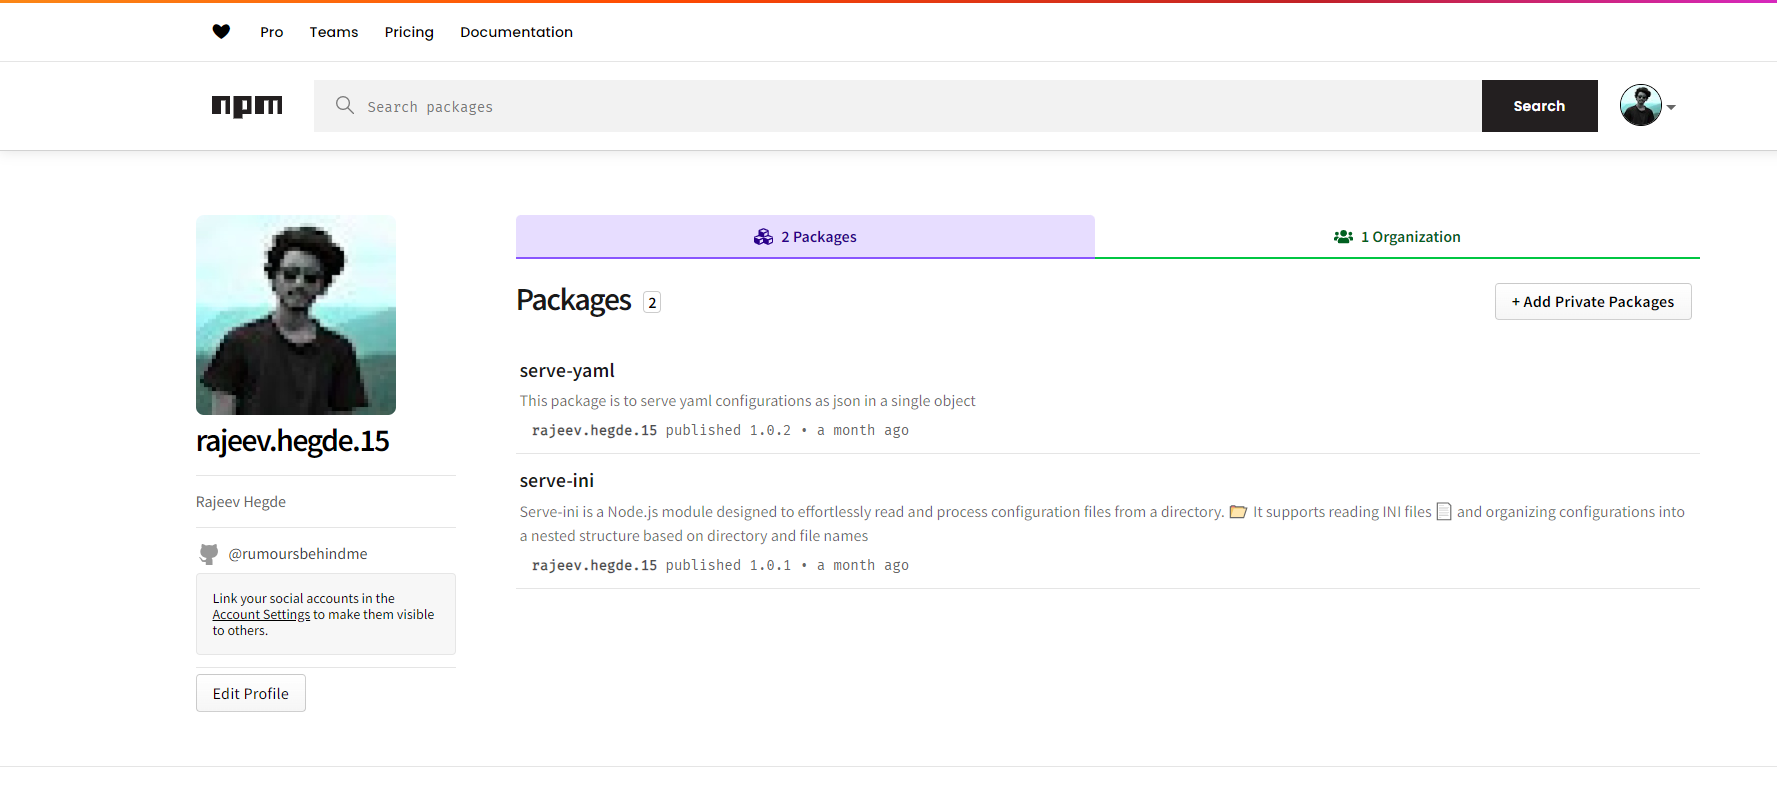 Pro Teams Pricing Documentation
npm Search packages Search
2 Packages 1 Organization
Packages 2 + Add Private Packages
serve-yaml
This package is to serve yaml configurations as json in a single object
rajeev.hegde.15 published 1.0.2 • a month ago
serve-ini
Serve-ini is a Node.js module designed to effortlessly read and process configuration files from a directory. 📂 It supports reading INI files 📄 and organizing configurations into
a nested structure based on directory and file names
rajeev.hegde.15 published 1.0.1 • a month ago
rajeev.hegde.15
Rajeev Hegde
@rumoursbehindme
Link your social accounts in the
Account Settings to make them visible
to others.
Edit Profile